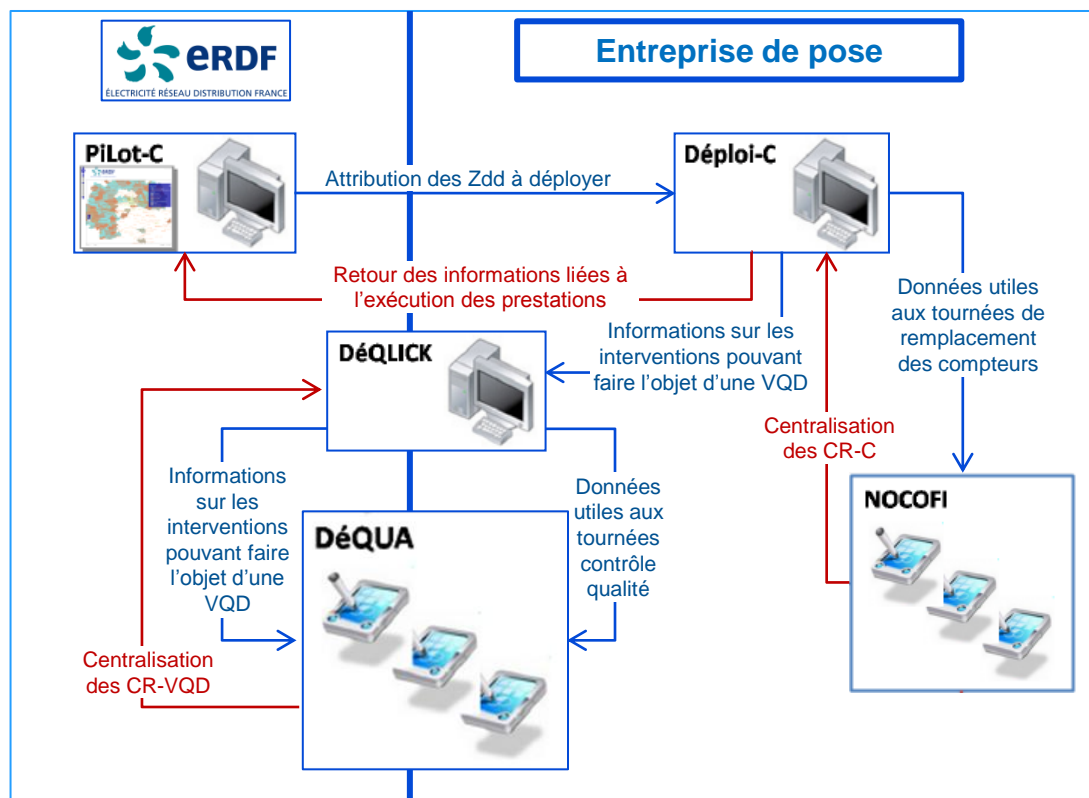 eRDF
ÉLECTRICITÉ RÉSEAU DISTRIBUTION FRANCE
Entreprise de pose
PiLot-C
eRDF
Déploi-C
Attribution des Zdd à déployer
Retour des informations liées à
l'exécution des prestations
Données utiles
aux tournées de
remplacement
des compteurs
Informations sur les
interventions pouvant
faire l'objet d'une VQD
DéQLICK
Centralisation
des CR-C
Informations
sur les
interventions
pouvant faire
l'objet d'une
VQD
Données
utiles aux
tournées
contrôle
qualité
NOCOFI
DéQUA
Centralisation
des CR-VQD